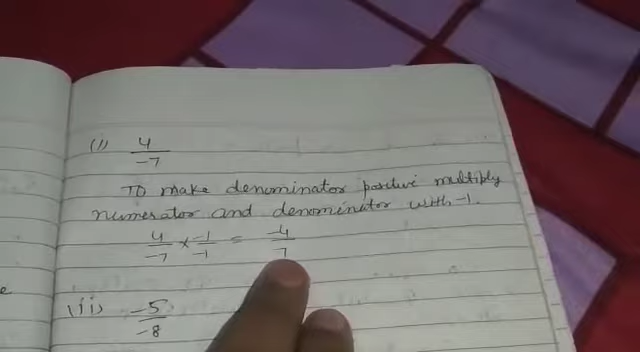 (i) 4/-7
To make denominator positive multiply
numerator and denominator with -1.
4/-7 × -1/-1 = -4/7
(ii) -5/-8